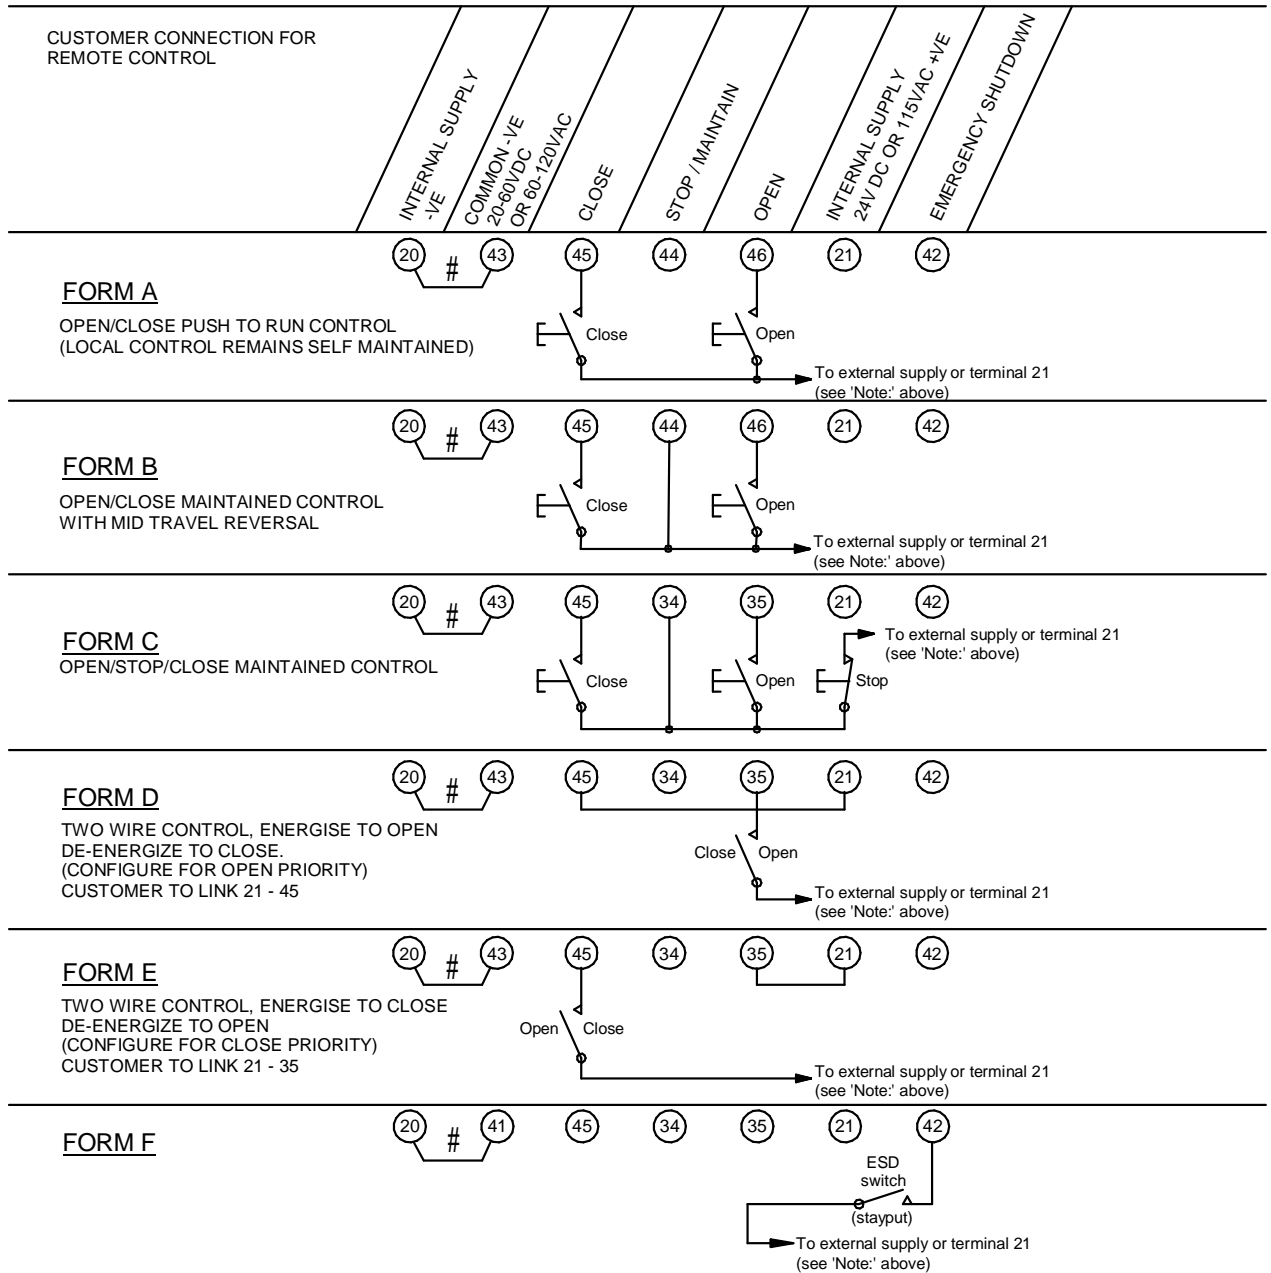 CUSTOMER CONNECTION FOR
REMOTE CONTROL
INTERNAL SUPPLY
-VE
COMMON -VE
20-60VDC
OR 60-120VAC
CLOSE
STOP / MAINTAIN
OPEN
INTERNAL SUPPLY
24V DC OR 115VAC +VE
EMERGENCY SHUTDOWN
20 # 43 45 44 46 21 42
FORM A
OPEN/CLOSE PUSH TO RUN CONTROL
(LOCAL CONTROL REMAINS SELF MAINTAINED)
Close Open
To external supply or terminal 21
(see 'Note:' above)
20 # 43 45 44 46 21 42
FORM B
OPEN/CLOSE MAINTAINED CONTROL
WITH MID TRAVEL REVERSAL
Close Open
To external supply or terminal 21
(see Note:' above)
20 # 43 45 34 35 21 42
FORM C
OPEN/STOP/CLOSE MAINTAINED CONTROL
To external supply or terminal 21
(see 'Note:' above)
Close Open Stop
20 # 43 45 34 35 21 42
FORM D
TWO WIRE CONTROL, ENERGISE TO OPEN
DE-ENERGIZE TO CLOSE.
(CONFIGURE FOR OPEN PRIORITY)
CUSTOMER TO LINK 21 - 45
Close Open
To external supply or terminal 21
(see 'Note:' above)
20 # 43 45 34 35 21 42
FORM E
TWO WIRE CONTROL, ENERGISE TO CLOSE
DE-ENERGIZE TO OPEN
(CONFIGURE FOR CLOSE PRIORITY)
CUSTOMER TO LINK 21 - 35
Open Close
To external supply or terminal 21
(see 'Note:' above)
20 # 41 45 34 35 21 42
FORM F
ESD
switch
(stayput)
To external supply or terminal 21
(see 'Note:' above)